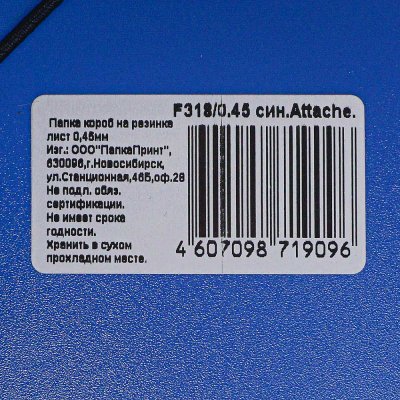 F318/0.45 син.Attache.
Папка короб на резинке
лист 0,45мм
Изг.: ООО"ПапкаПринт",
630096,г.Новосибирск,
ул.Станционная,46Б,оф.28
Не подл. обяз.
сертификации.
Не имеет срока
годности.
Хранить в сухом
прохладном месте.
4 607098 719096